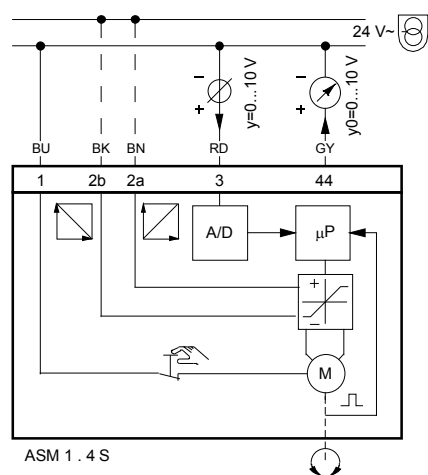 24 V~
y=0...10 V
y0=0...10 V
− −
+ +
BU BK BN RD GY
1 2b 2a 3 44
A/D µP
+
−
M
ASM 1 . 4 S